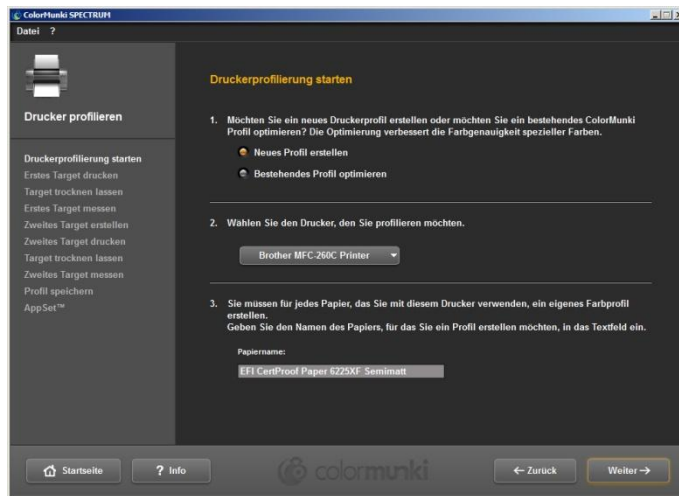 ColorMunki SPECTRUM
Datei ?
Drucker profilieren
Druckerprofilierung starten
Erstes Target drucken
Target trocknen lassen
Erstes Target messen
Zweites Target erstellen
Zweites Target drucken
Target trocknen lassen
Zweites Target messen
Profil speichern
AppSet™
Druckerprofilierung starten
1. Möchten Sie ein neues Druckerprofil erstellen oder möchten Sie ein bestehendes ColorMunki
Profil optimieren? Die Optimierung verbessert die Farbgenauigkeit spezieller Farben.
Neues Profil erstellen
Bestehendes Profil optimieren
2. Wählen Sie den Drucker, den Sie profilieren möchten.
Brother MFC-260C Printer
3. Sie müssen für jedes Papier, das Sie mit diesem Drucker verwenden, ein eigenes Farbprofil
erstellen.
Geben Sie den Namen des Papiers, für das Sie ein Profil erstellen möchten, in das Textfeld ein.
Papiername:
EFI CertProof Paper 6225XF Semimatt
Startseite
? Info
colormunki
← Zurück
Weiter →